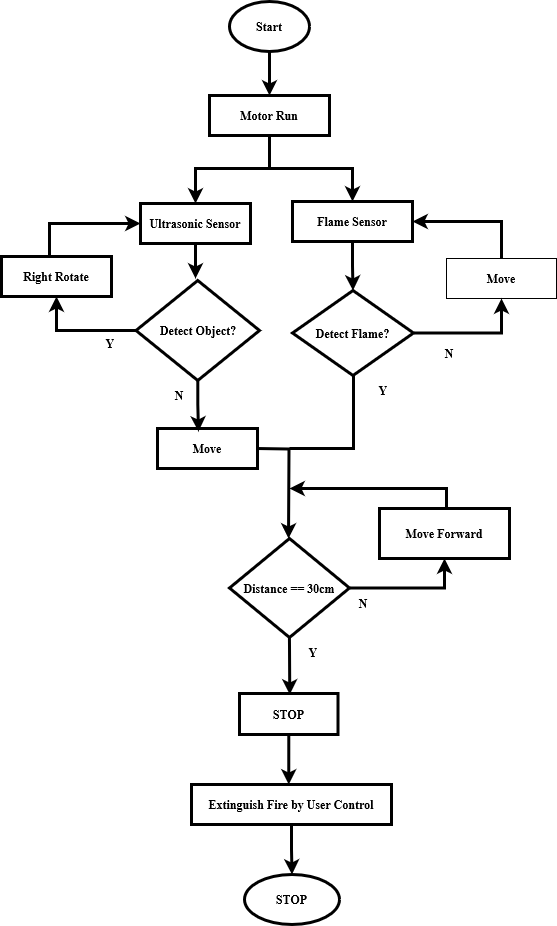 Start
Motor Run
Ultrasonic Sensor
Flame Sensor
Right Rotate
Move
Detect Object?
Detect Flame?
Y
N
N
Y
Move
Move Forward
Distance == 30cm
N
Y
STOP
Extinguish Fire by User Control
STOP